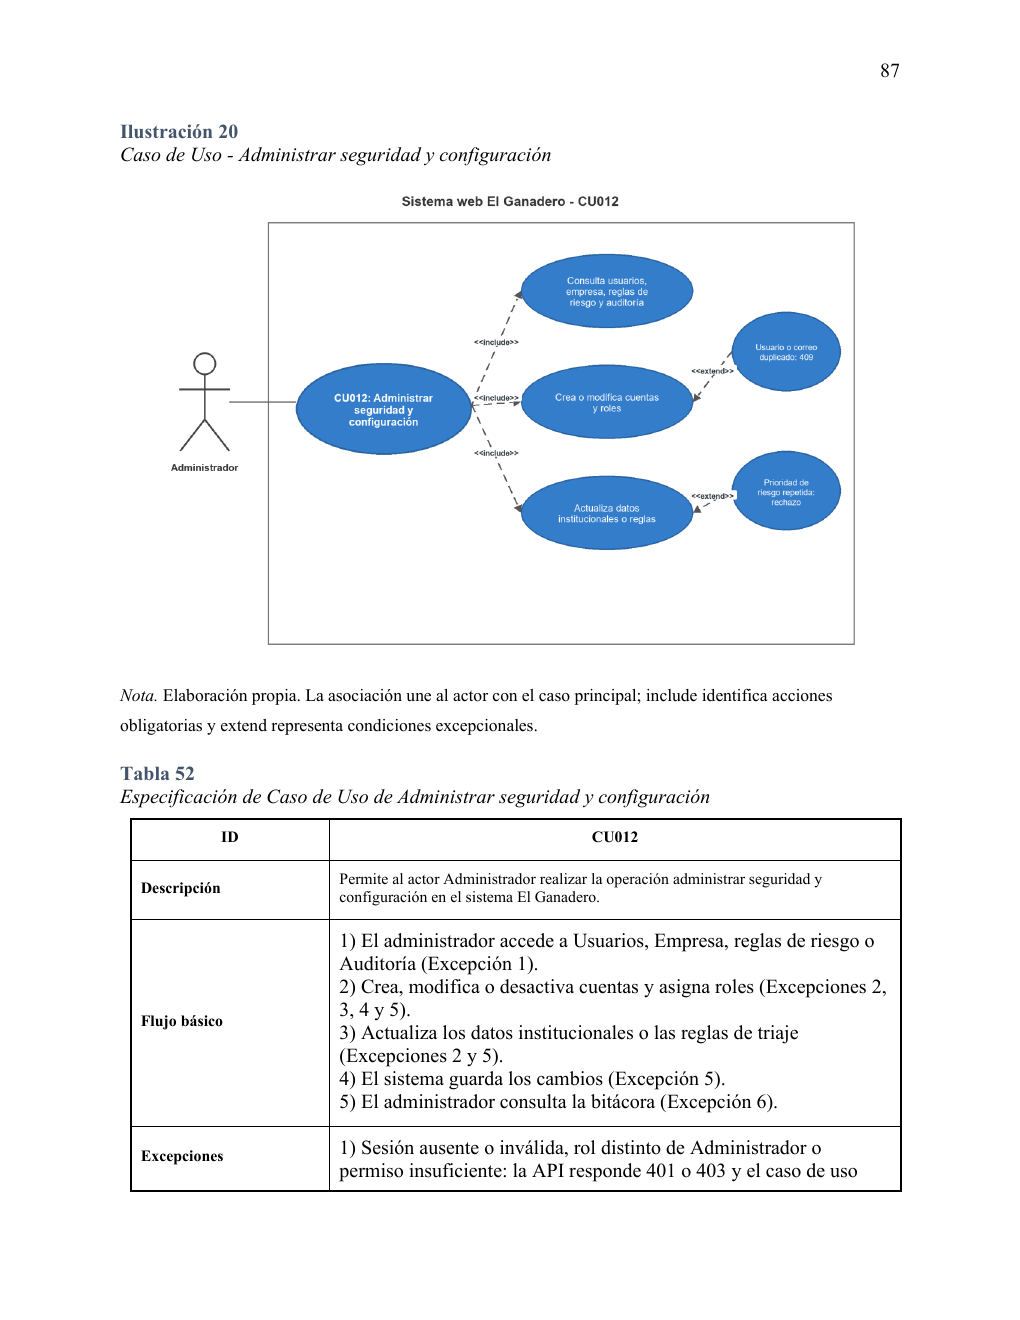 87
Ilustración 20
Caso de Uso - Administrar seguridad y configuración
Sistema web El Ganadero - CU012
Consulta usuarios,
empresa, reglas de
riesgo y auditoría
Usuario o correo
duplicado: 409
<<include>>
<<extend>>
CU012: Administrar
seguridad y
configuración
<<include>>
Crea o modifica cuentas
y roles
<<include>>
Administrador
Prioridad de
riesgo repetida:
rechazo
<<extend>>
Actualiza datos
institucionales o reglas
Nota. Elaboración propia. La asociación une al actor con el caso principal; include identifica acciones
obligatorias y extend representa condiciones excepcionales.
Tabla 52
Especificación de Caso de Uso de Administrar seguridad y configuración
ID
CU012
Descripción
Permite al actor Administrador realizar la operación administrar seguridad y
configuración en el sistema El Ganadero.
Flujo básico
1) El administrador accede a Usuarios, Empresa, reglas de riesgo o
Auditoría (Excepción 1).
2) Crea, modifica o desactiva cuentas y asigna roles (Excepciones 2,
3, 4 y 5).
3) Actualiza los datos institucionales o las reglas de triaje
(Excepciones 2 y 5).
4) El sistema guarda los cambios (Excepción 5).
5) El administrador consulta la bitácora (Excepción 6).
Excepciones
1) Sesión ausente o inválida, rol distinto de Administrador o
permiso insuficiente: la API responde 401 o 403 y el caso de uso